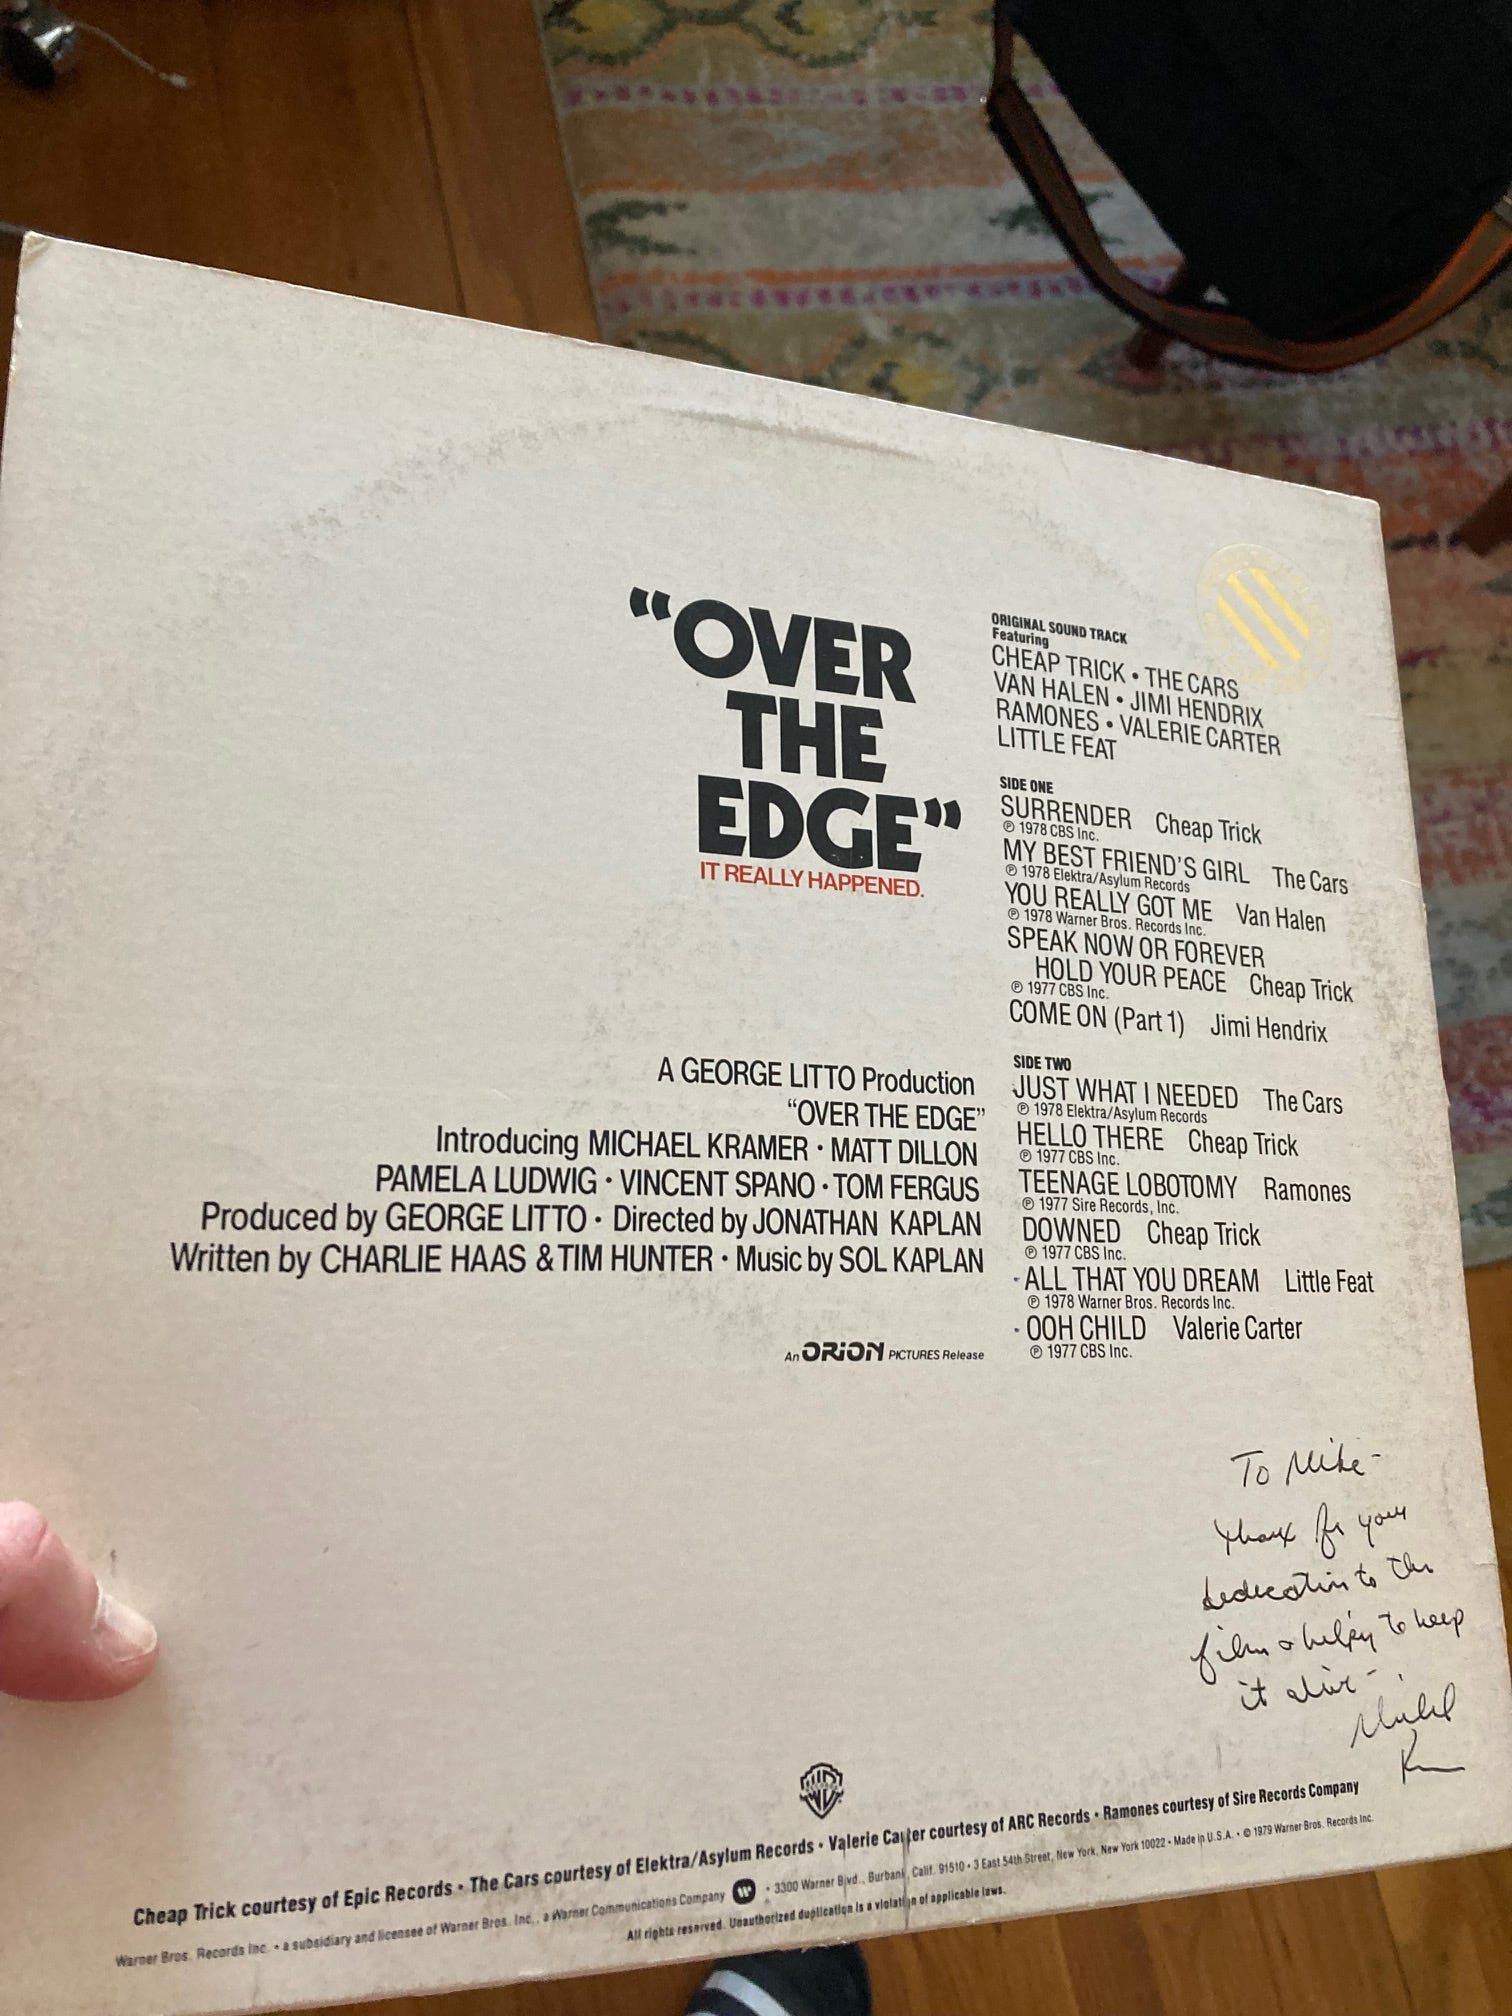 “OVER
THE
EDGE”
IT REALLY HAPPENED.
ORIGINAL SOUND TRACK
Featuring
CHEAP TRICK • THE CARS
VAN HALEN • JIMI HENDRIX
RAMONES • VALERIE CARTER
LITTLE FEAT
SIDE ONE
SURRENDER Cheap Trick
℗ 1978 CBS Inc.
MY BEST FRIEND'S GIRL The Cars
℗ 1978 Elektra/Asylum Records
YOU REALLY GOT ME Van Halen
℗ 1978 Warner Bros. Records Inc.
SPEAK NOW OR FOREVER
HOLD YOUR PEACE Cheap Trick
℗ 1977 CBS Inc.
COME ON (Part 1) Jimi Hendrix
SIDE TWO
JUST WHAT I NEEDED The Cars
℗ 1978 Elektra/Asylum Records
HELLO THERE Cheap Trick
℗ 1977 CBS Inc.
TEENAGE LOBOTOMY Ramones
℗ 1977 Sire Records, Inc.
DOWNED Cheap Trick
℗ 1977 CBS Inc.
ALL THAT YOU DREAM Little Feat
℗ 1978 Warner Bros. Records Inc.
OOH CHILD Valerie Carter
℗ 1977 CBS Inc.
A GEORGE LITTO Production
“OVER THE EDGE”
Introducing MICHAEL KRAMER • MATT DILLON
PAMELA LUDWIG • VINCENT SPANO • TOM FERGUS
Produced by GEORGE LITTO • Directed by JONATHAN KAPLAN
Written by CHARLIE HAAS & TIM HUNTER • Music by SOL KAPLAN
An ORION PICTURES Release
To Mike-
thanx for your
dedication to the
film & helping to keep
it alive-
Michael
Cheap Trick courtesy of Epic Records • The Cars courtesy of Elektra/Asylum Records • Valerie Carter courtesy of ARC Records • Ramones courtesy of Sire Records Company
Warner Bros. Records Inc. • a subsidiary and licensee of Warner Bros. Inc., a Warner Communications Company • 3300 Warner Blvd., Burbank, Calif. 91510 • 3 East 54th Street, New York, New York 10022 • Made in U.S.A. • © 1979 Warner Bros. Records Inc.
All rights reserved. Unauthorized duplication is a violation of applicable laws.